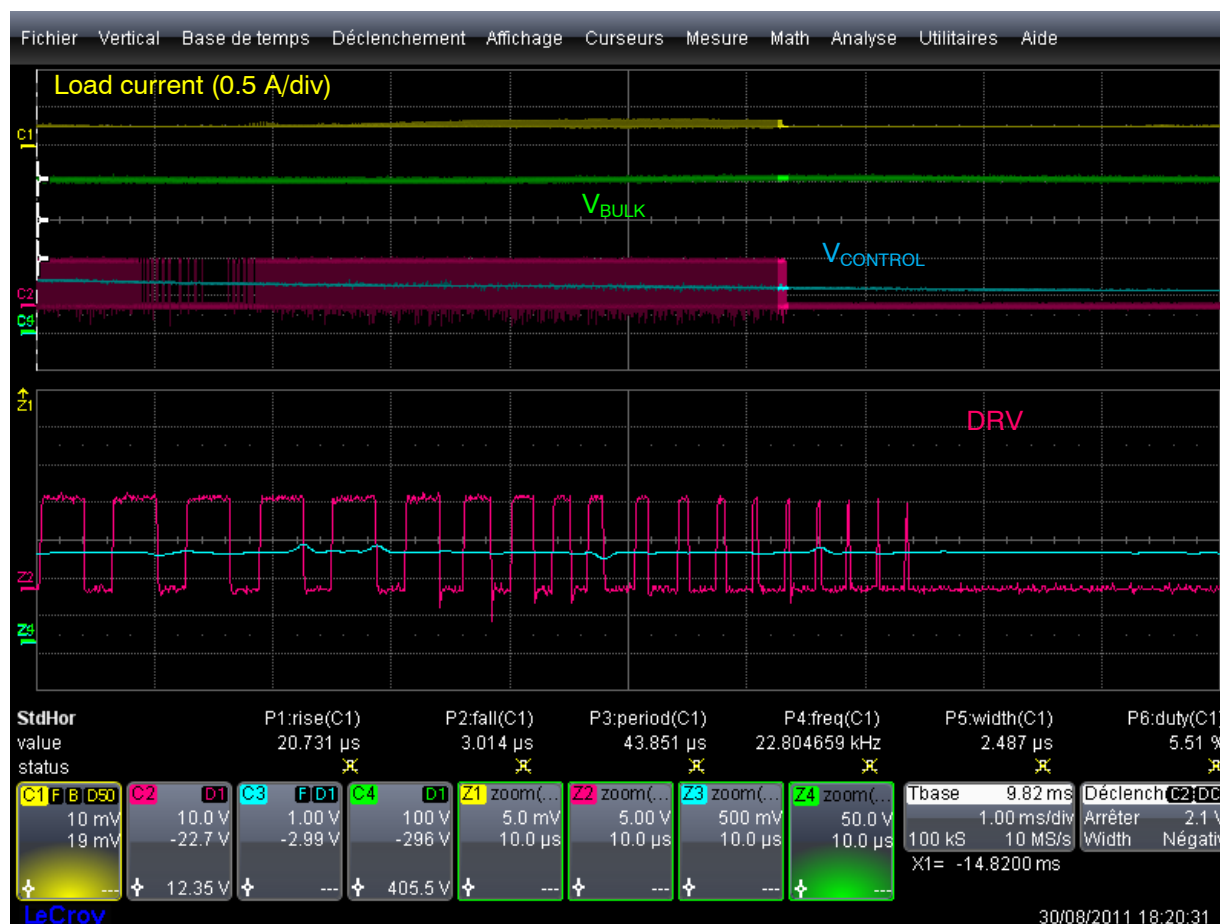 Fichier Vertical Base de temps Déclenchement Affichage Curseurs Mesure Math Analyse Utilitaires Aide
Load current (0.5 A/div)
C1
VBULK
VCONTROL
C2
C4
Z1
DRV
Z2
Z4
StdHor P1:rise(C1) P2:fall(C1) P3:period(C1) P4:freq(C1) P5:width(C1) P6:duty(C1
value 20.731 µs 3.014 µs 43.851 µs 22.804659 kHz 2.487 µs 5.51 %
status
C1 F B D50 C2 D1 C3 F D1 C4 D1 Z1 zoom(... Z2 zoom(... Z3 zoom(... Z4 zoom(... Tbase 9.82 ms Déclench C2 DC
10 mV 10.0 V 1.00 V 100 V 5.0 mV 5.00 V 500 mV 50.0 V 1.00 ms/div Arrêter 2.1 V
19 mV -22.7 V -2.99 V -296 V 10.0 µs 10.0 µs 10.0 µs 10.0 µs 100 kS 10 MS/s Width Négativ
X1= -14.8200 ms
--- 12.35 V --- 405.5 V --- --- --- ---
LeCroy 30/08/2011 18:20:31